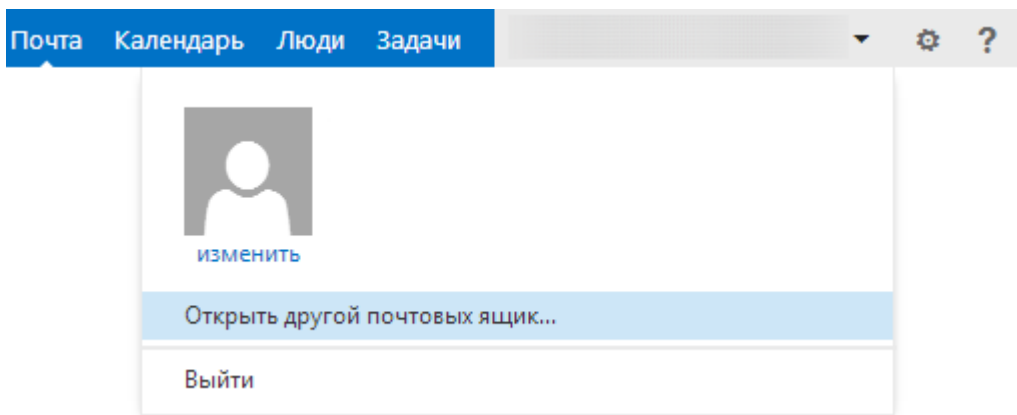 Почта Календарь Люди Задачи ?
изменить
Открыть другой почтовых ящик...
Выйти